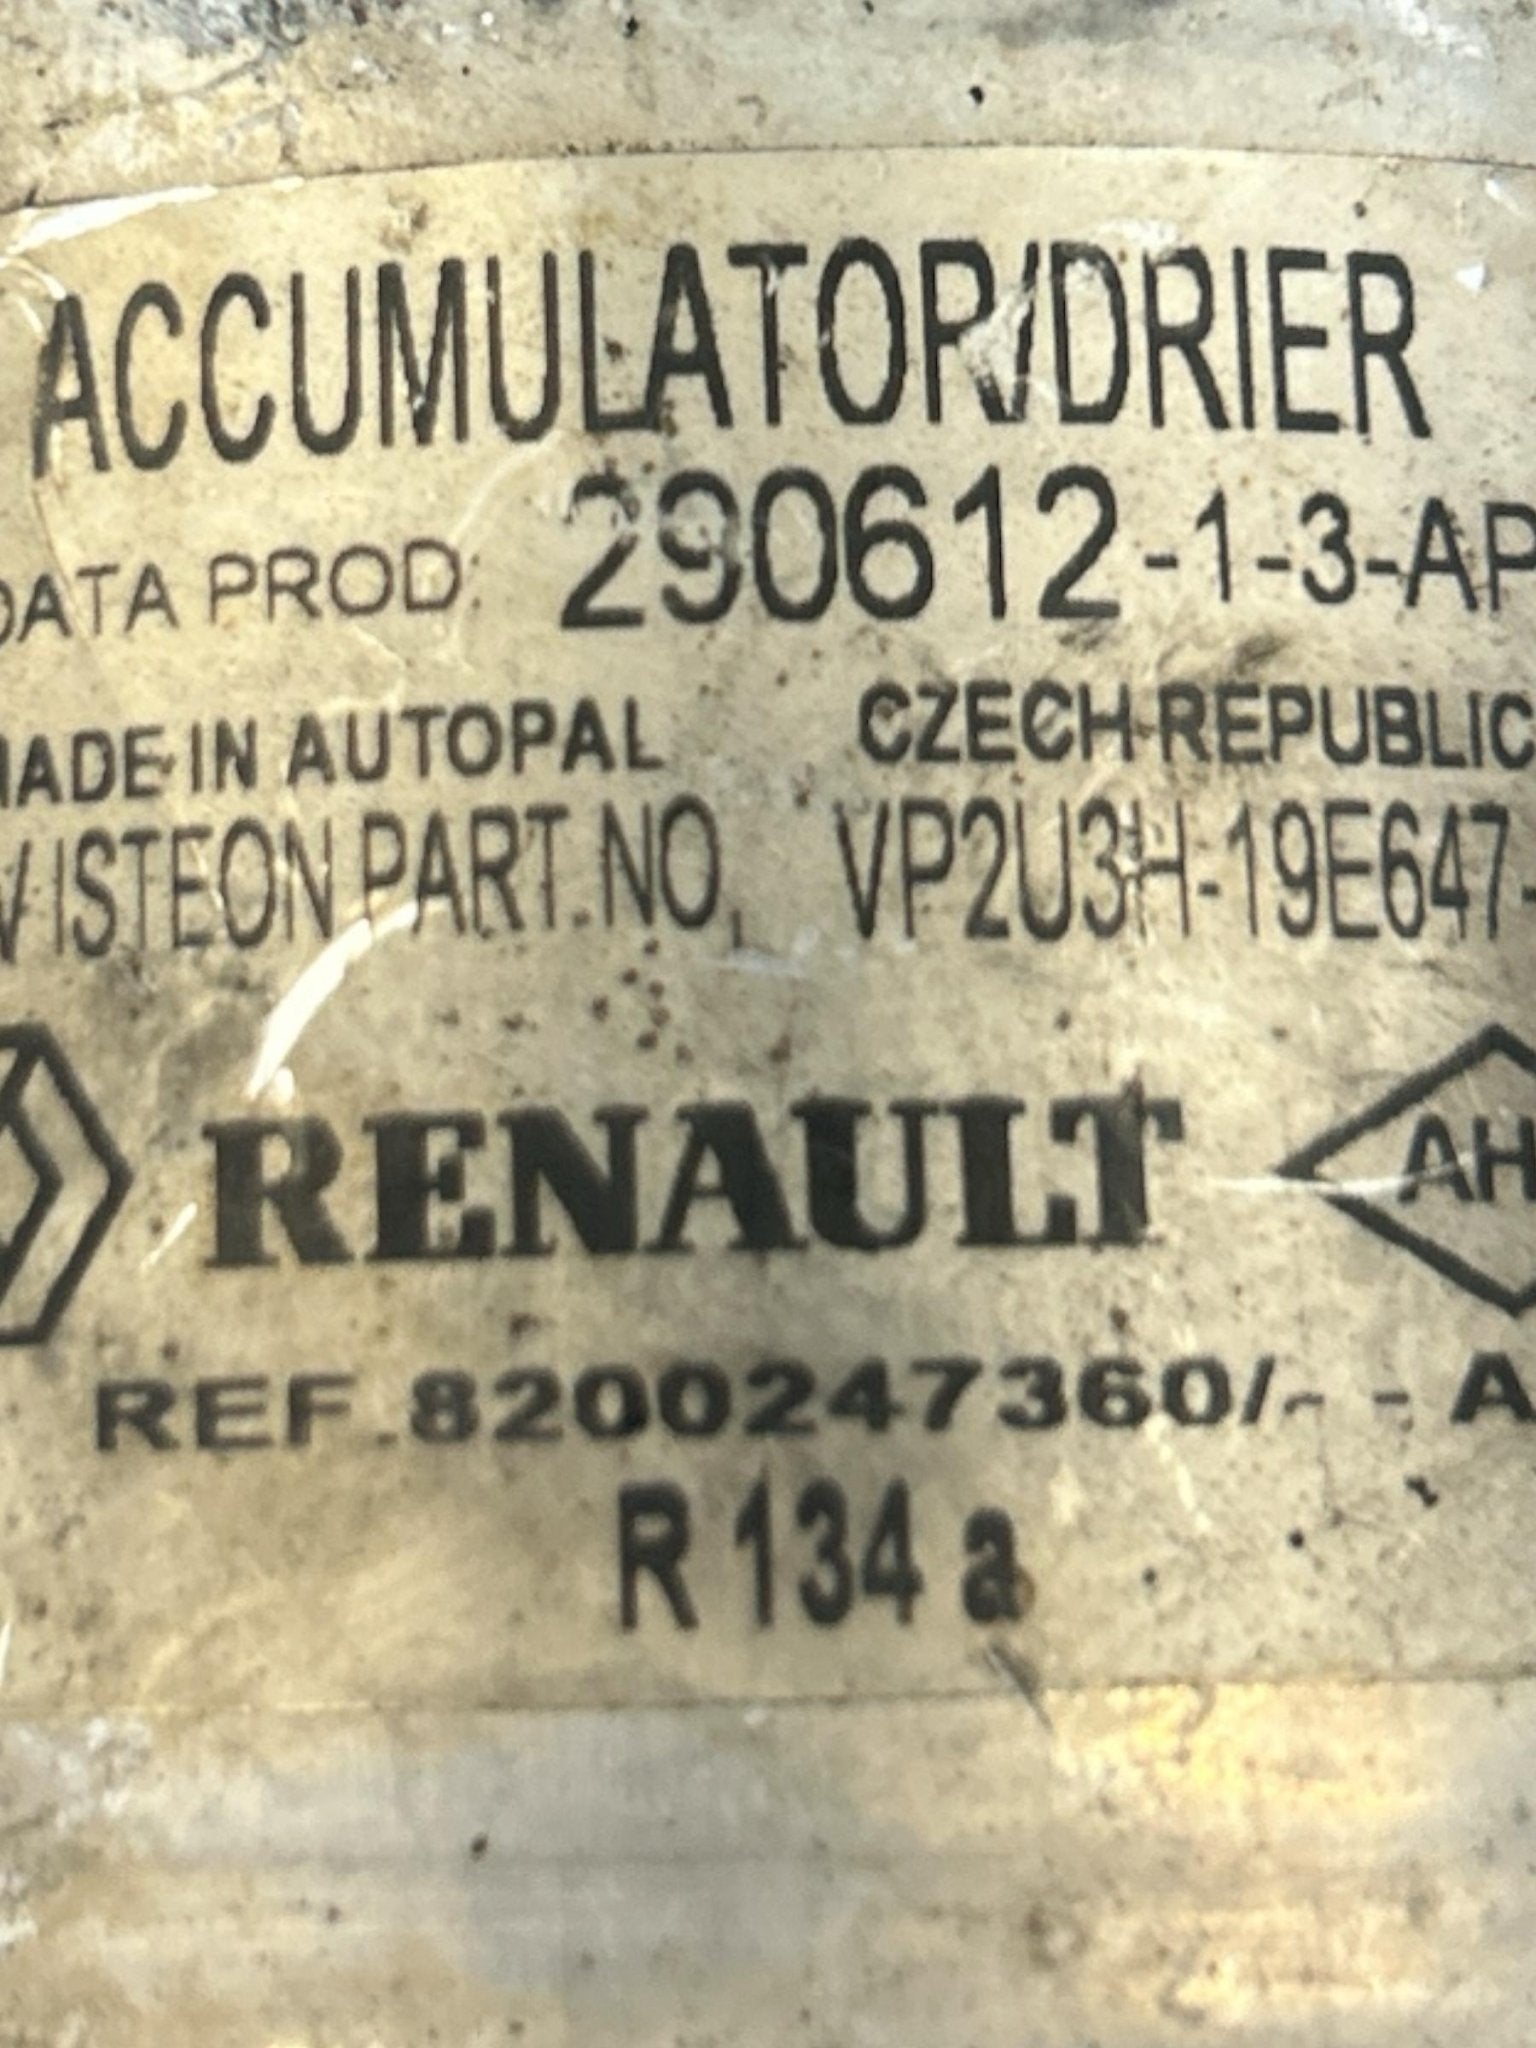 ACCUMULATOR/DRIER
DATA PROD 290612-1-3-AP
MADE IN AUTOPAL CZECH REPUBLIC
VISTEON PART NO. VP2U3H-19E647-
RENAULT
AH
REF.8200247360/-- - A
R 134 a